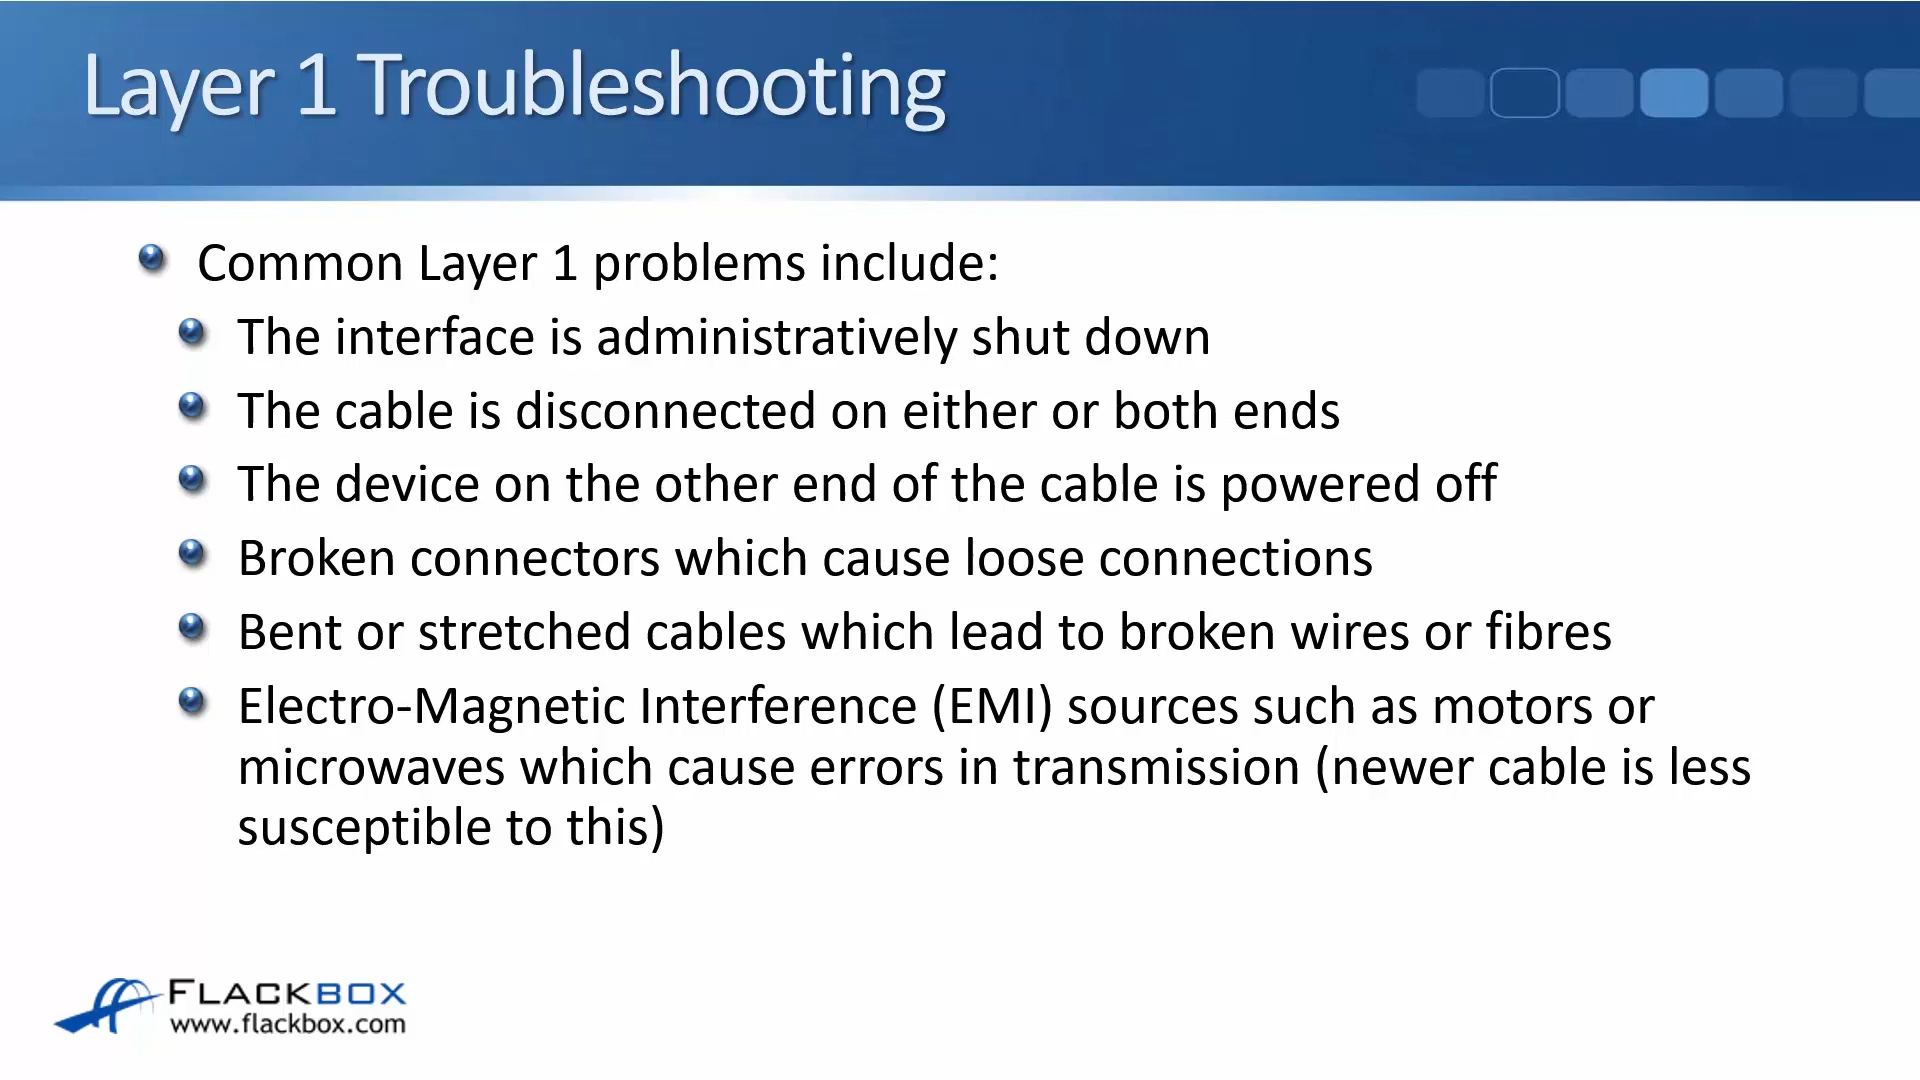 Layer 1 Troubleshooting
Common Layer 1 problems include:
The interface is administratively shut down
The cable is disconnected on either or both ends
The device on the other end of the cable is powered off
Broken connectors which cause loose connections
Bent or stretched cables which lead to broken wires or fibres
Electro-Magnetic Interference (EMI) sources such as motors or
microwaves which cause errors in transmission (newer cable is less
susceptible to this)
FLACKBOX
www.flackbox.com